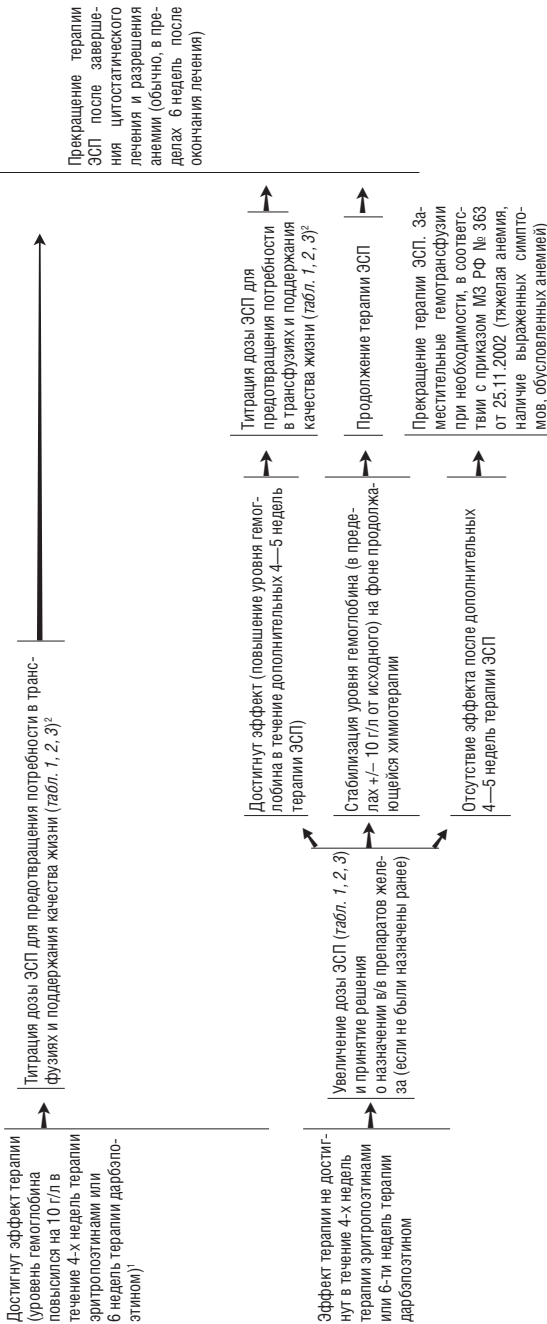 Достигнут эффект терапии
(уровень гемоглобина
повысился на 10 г/л в
течение 4-х недель терапии
эритропоэтинами или
6 недель терапии дарбэпо-
этином)¹
Титрация дозы ЭСП для предотвращения потребности в транс-
фузиях и поддержания качества жизни (табл. 1, 2, 3)²
Прекращение терапии
ЭСП после заверше-
ния цитостатического
лечения и разрешения
анемии (обычно, в пре-
делах 6 недель после
окончания лечения)
Эффект терапии не достиг-
нут в течение 4-х недель
терапии эритропоэтинами
или 6-ти недель терапии
дарбэпоэтином
Увеличение дозы ЭСП (табл. 1, 2, 3)
и принятие решения
о назначении в/в препаратов желе-
за (если не были назначены ранее)
Достигнут эффект (повышение уровня гемог-
лобина в течение дополнительных 4—5 недель
терапии ЭСП)
Титрация дозы ЭСП для
предотвращения потребности
в трансфузиях и поддержания
качества жизни (табл. 1, 2, 3)²
Стабилизация уровня гемоглобина (в преде-
лах +/– 10 г/л от исходного) на фоне продолжа-
ющейся химиотерапии
Продолжение терапии ЭСП
Отсутствие эффекта после дополнительных
4—5 недель терапии ЭСП
Прекращение терапии ЭСП. За-
местительные гемотрансфузии
при необходимости, в соответс-
твии с приказом МЗ РФ № 363
от 25.11.2002 (тяжелая анемия,
наличие выраженных симпто-
мов, обусловленных анемией)